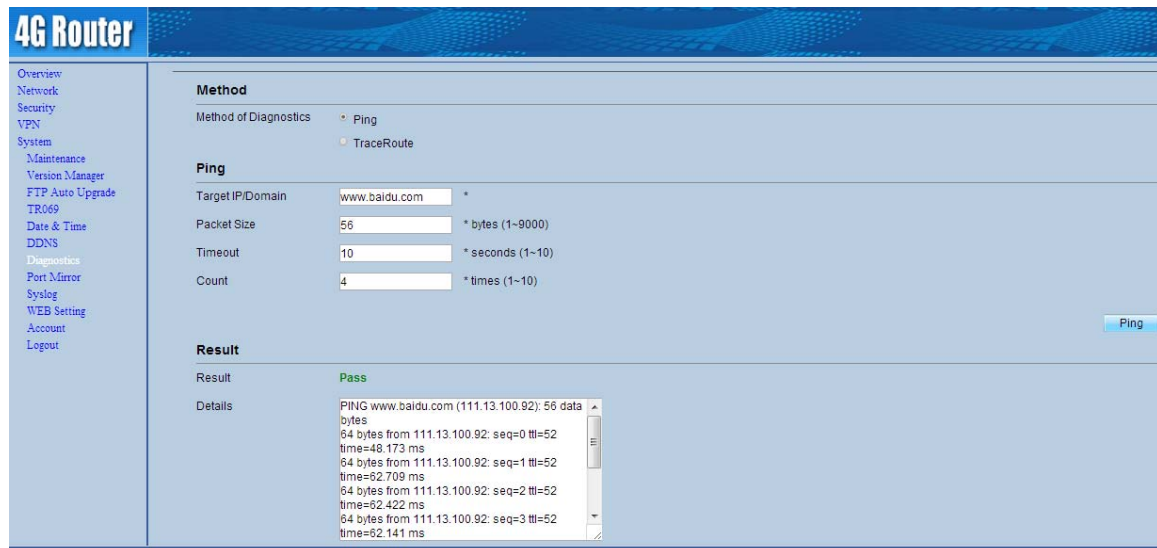 4G Router
Overview
Network
Security
VPN
System
Maintenance
Version Manager
FTP Auto Upgrade
TR069
Date & Time
DDNS
Diagnostics
Port Mirror
Syslog
WEB Setting
Account
Logout
Method
Method of Diagnostics Ping
TraceRoute
Ping
Target IP/Domain www.baidu.com *
Packet Size 56 * bytes (1~9000)
Timeout 10 * seconds (1~10)
Count 4 * times (1~10)
Ping
Result
Result Pass
Details PING www.baidu.com (111.13.100.92): 56 data
bytes
64 bytes from 111.13.100.92: seq=0 ttl=52
time=48.173 ms
64 bytes from 111.13.100.92: seq=1 ttl=52
time=62.709 ms
64 bytes from 111.13.100.92: seq=2 ttl=52
time=62.422 ms
64 bytes from 111.13.100.92: seq=3 ttl=52
time=62.141 ms